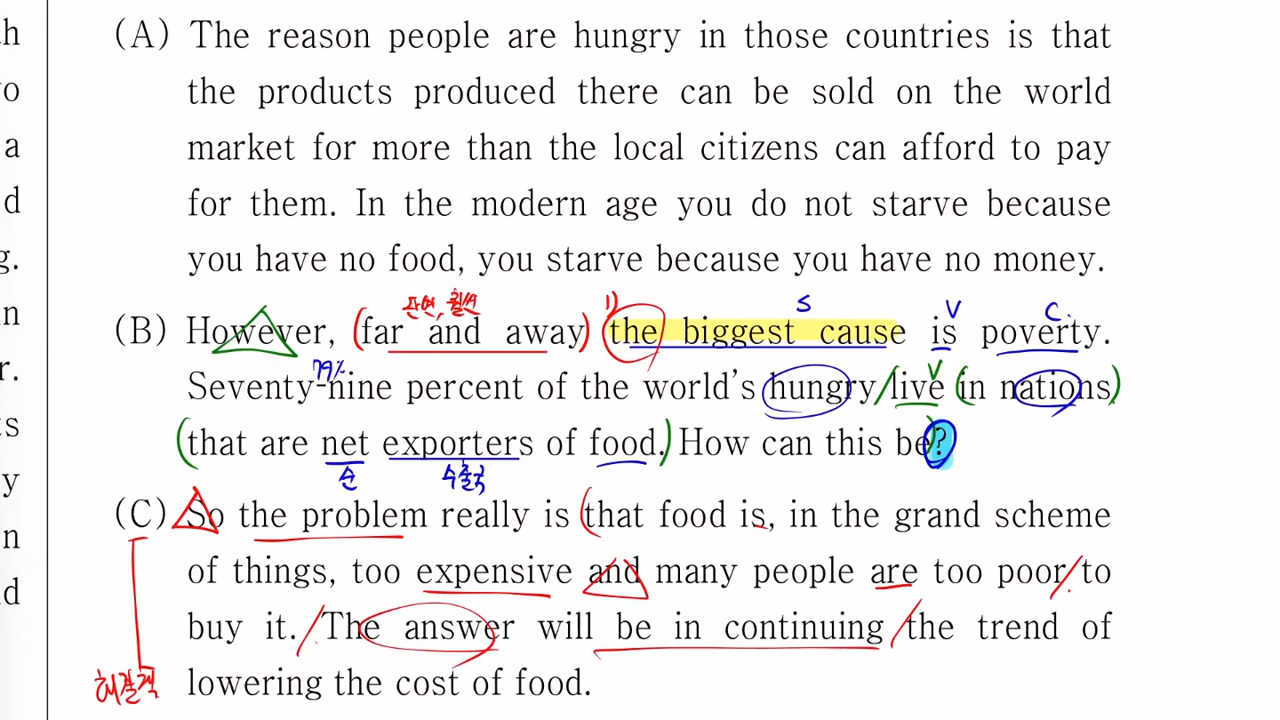 th
(A) The reason people are hungry in those countries is that
vo
the products produced there can be sold on the world
a
market for more than the local citizens can afford to pay
d
for them. In the modern age you do not starve because
g.
you have no food, you starve because you have no money.
단연, 훨씬 1) S V C.
in
(B) However, (far and away) the biggest cause is poverty.
79% V
r.
Seventy-nine percent of the world's hungry/live (in nations)
ts
(that are net exporters of food.) How can this be?
순 수출국
y
(C) So the problem really is (that food is, in the grand scheme
n
of things, too expensive and many people are too poor/to
ld
buy it./The answer will be in continuing/the trend of
해결책
lowering the cost of food.